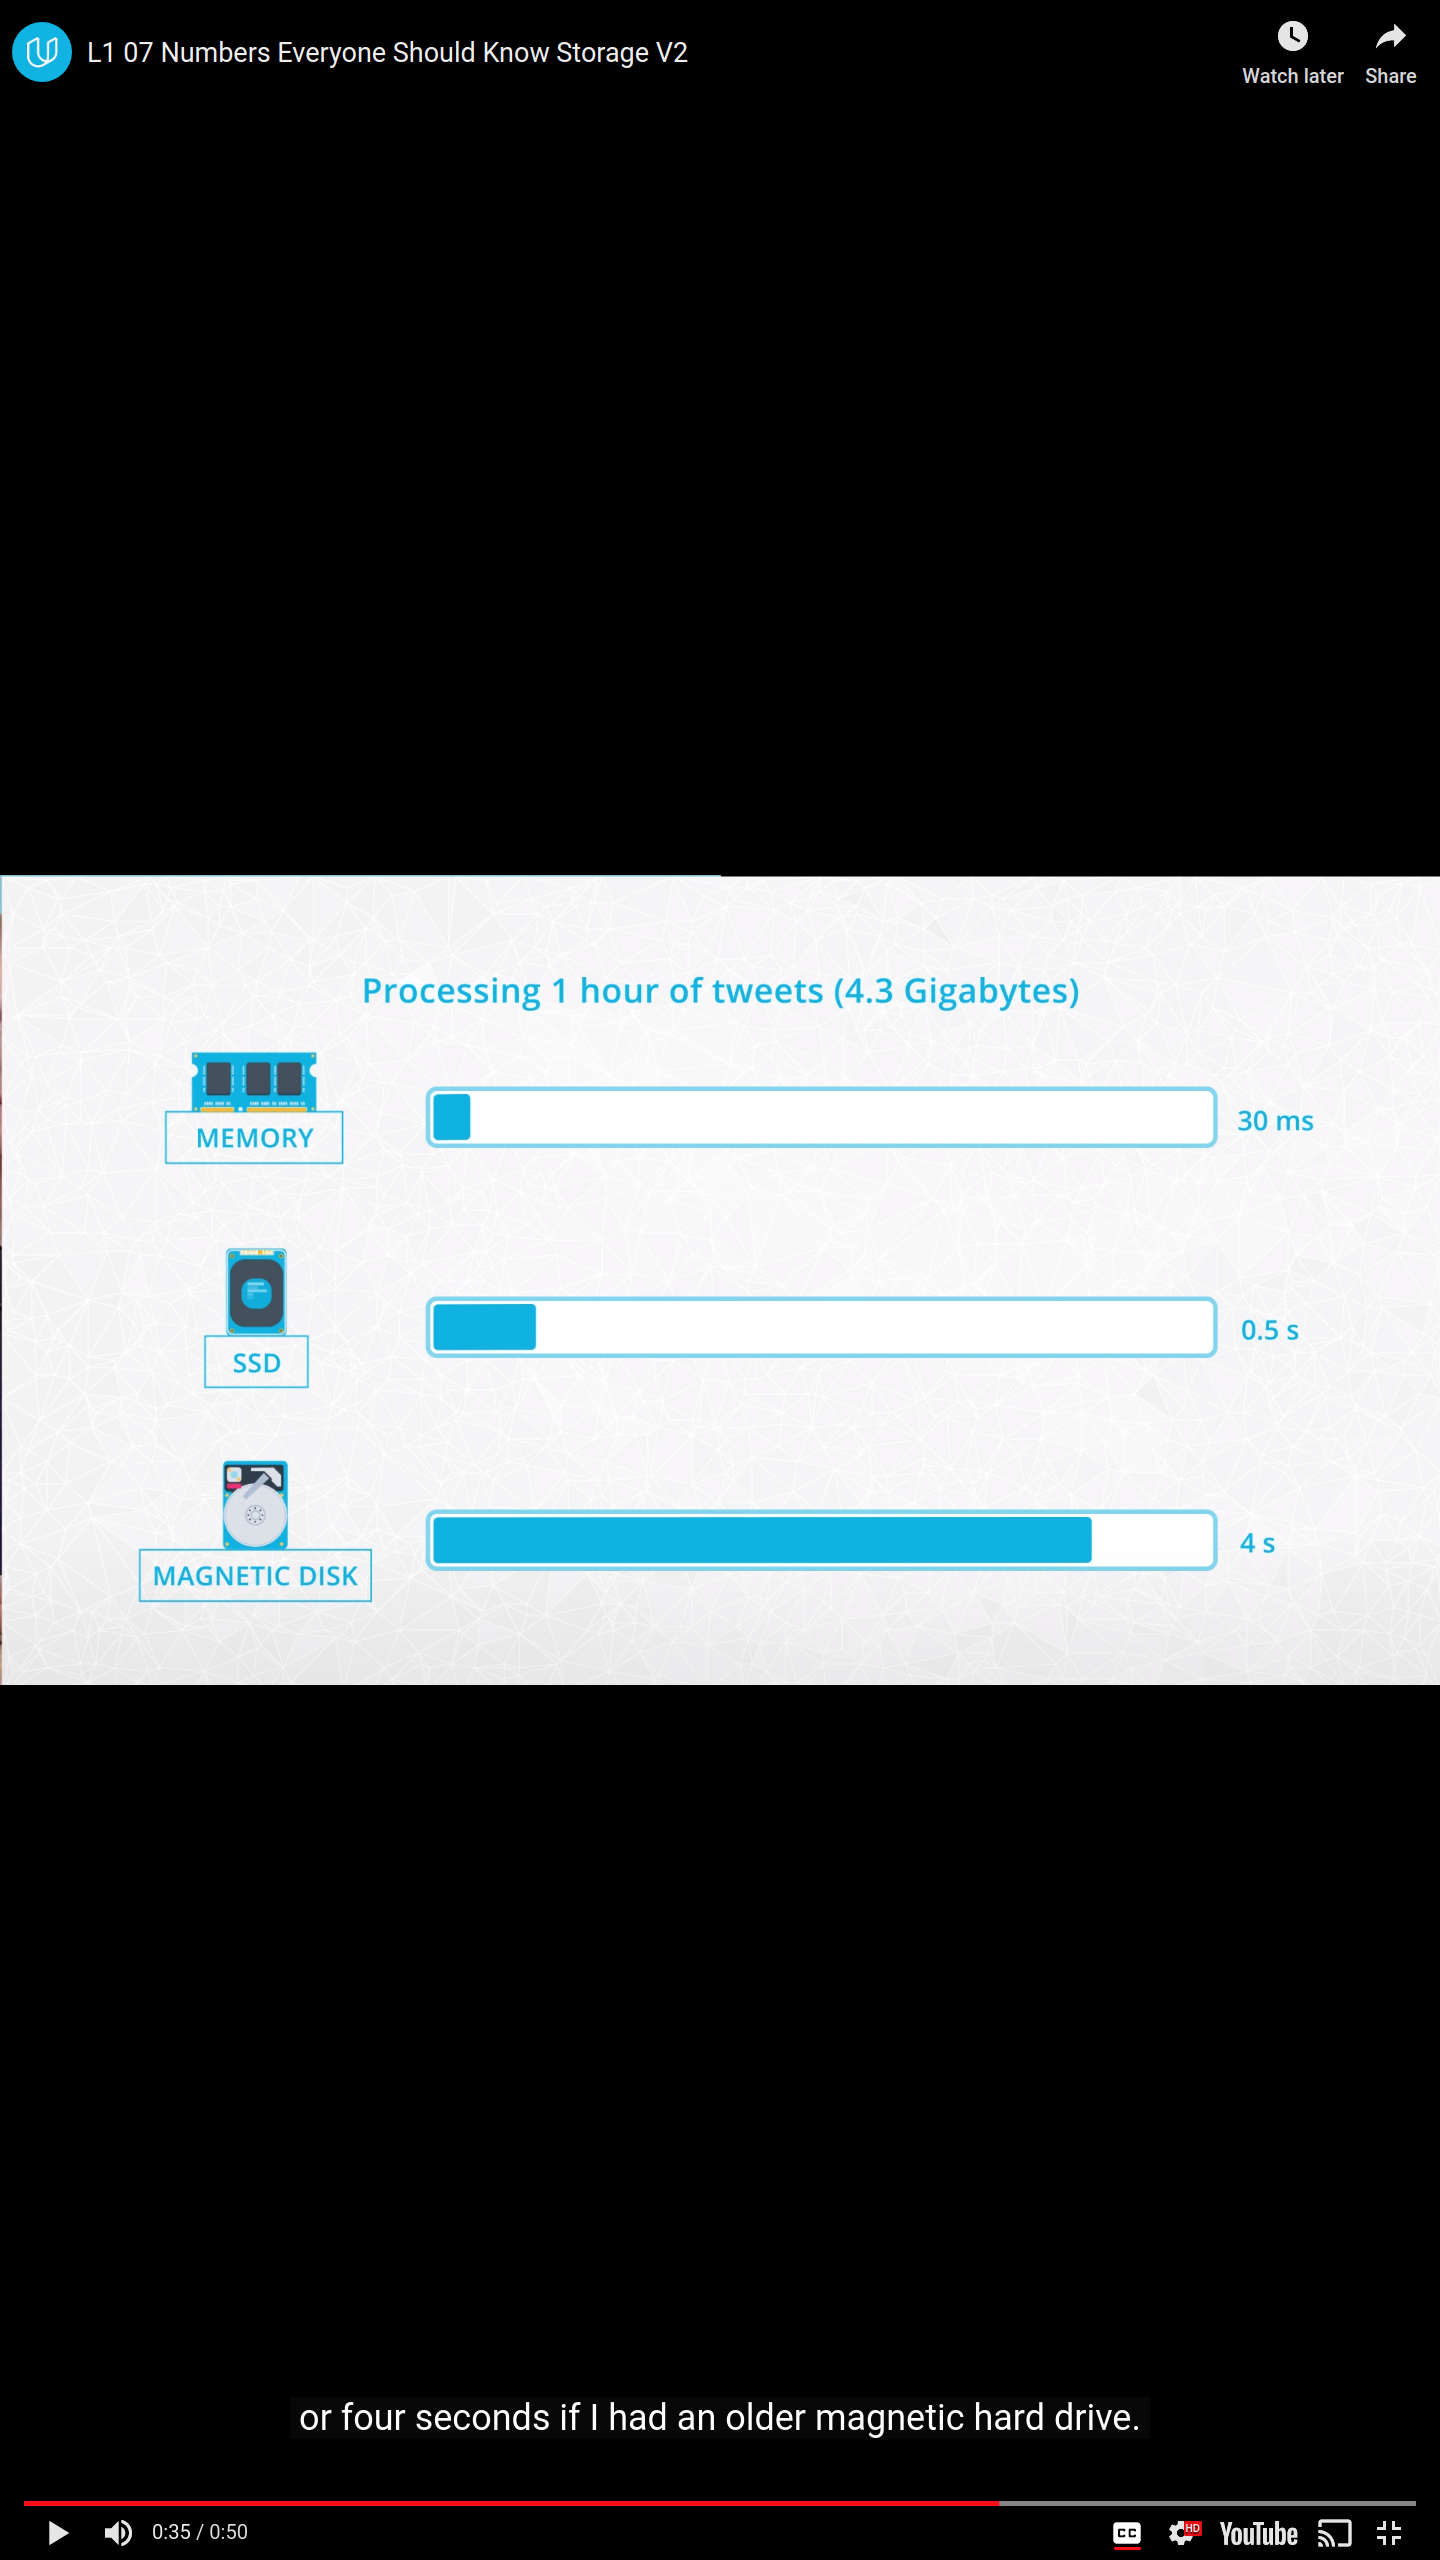 L1 07 Numbers Everyone Should Know Storage V2
Watch later
Share
Processing 1 hour of tweets (4.3 Gigabytes)
MEMORY
30 ms
SSD
0.5 s
MAGNETIC DISK
4 s
or four seconds if I had an older magnetic hard drive.
0:35 / 0:50
CC
HD
YouTube